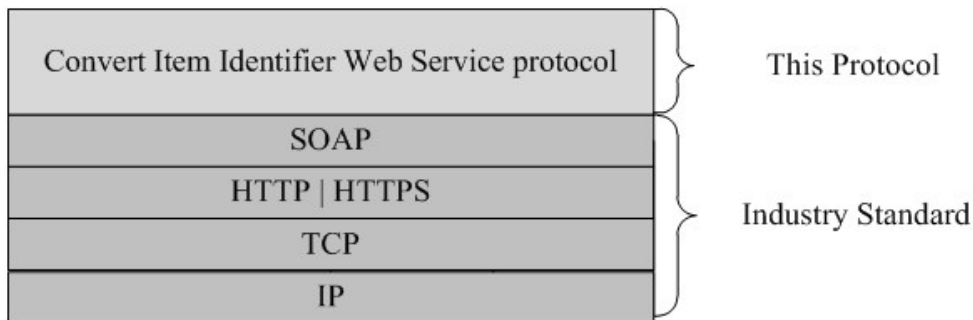 Convert Item Identifier Web Service protocol
This Protocol
SOAP
HTTP | HTTPS
TCP
IP
Industry Standard